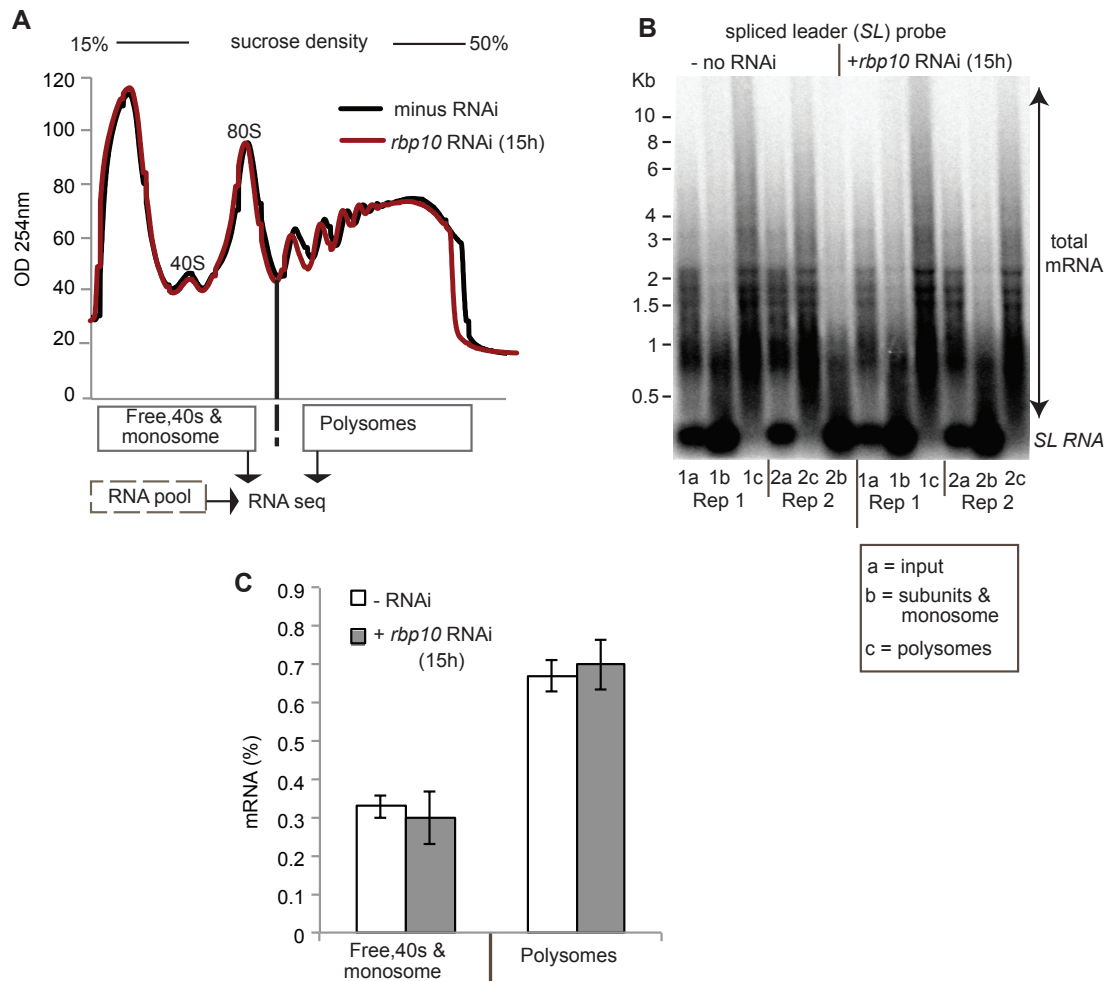 A
15%
sucrose density
50%
120
100
80
60
40
20
0
OD 254nm
80S
40S
minus RNAi
rbp10 RNAi (15h)
Free,40s &
monosome
Polysomes
RNA pool
RNA seq
B
spliced leader (SL) probe
- no RNAi
+rbp10 RNAi (15h)
Kb
10
8
6
4
3
2
1.5
1
0.5
total
mRNA
SL RNA
1a 1b 1c 2a 2c 2b 1a 1b 1c 2a 2b 2c
Rep 1 Rep 2 Rep 1 Rep 2
a = input
b = subunits &
monosome
c = polysomes
C
0.9
0.8
0.7
0.6
0.5
0.4
0.3
0.2
0.1
0
mRNA (%)
- RNAi
+ rbp10 RNAi
(15h)
Free,40s &
monosome
Polysomes